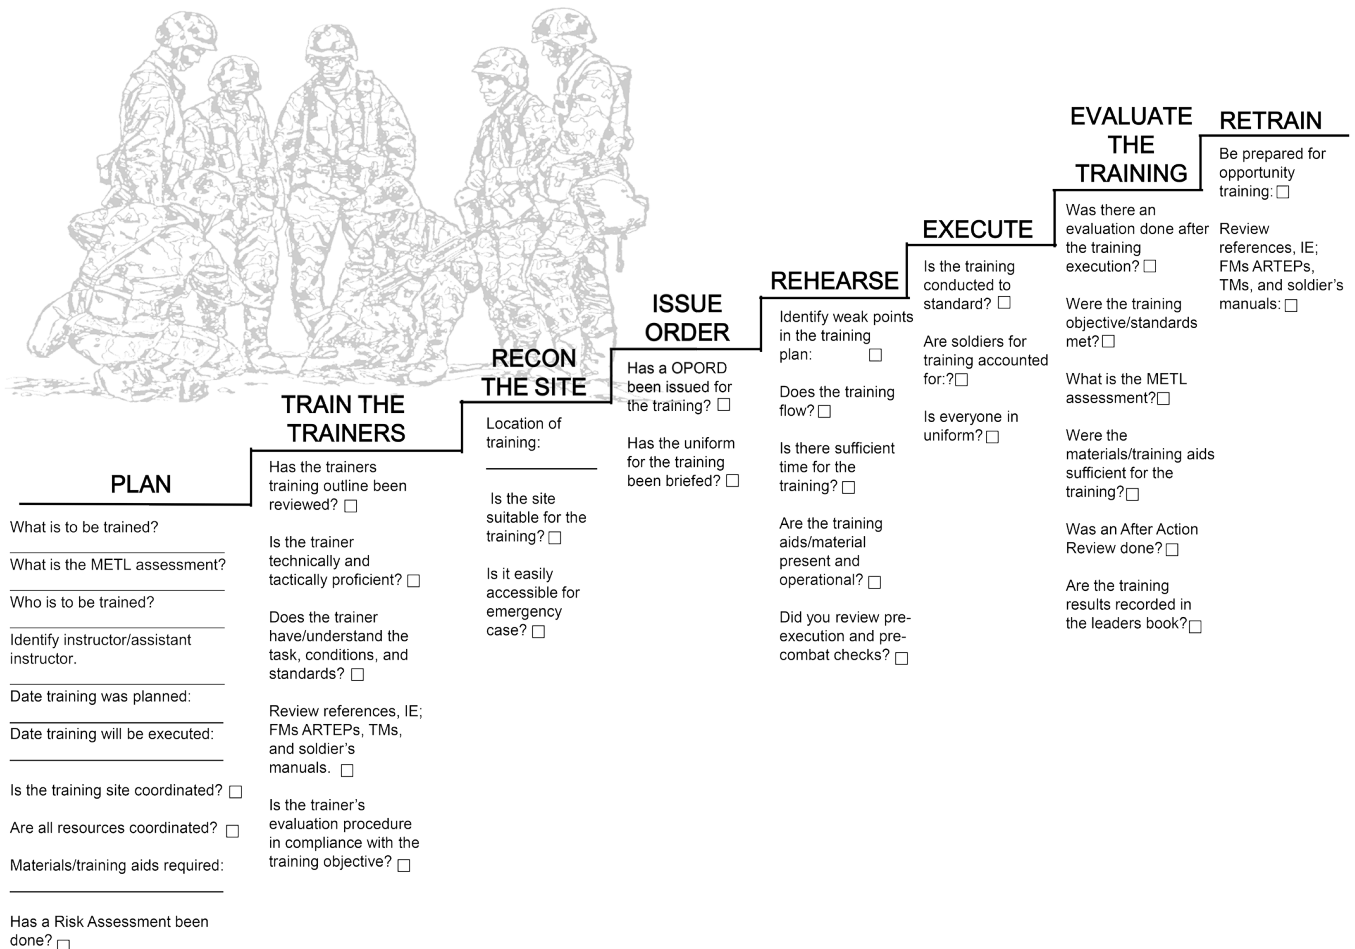 PLAN
What is to be trained?
What is the METL assessment?
Who is to be trained?
Identify instructor/assistant
instructor.
Date training was planned:
Date training will be executed:
Is the training site coordinated?
Are all resources coordinated?
Materials/training aids required:
Has a Risk Assessment been
done?
TRAIN THE
TRAINERS
Has the trainers
training outline been
reviewed?
Is the trainer
technically and
tactically proficient?
Does the trainer
have/understand the
task, conditions, and
standards?
Review references, IE;
FMs ARTEPs, TMs,
and soldier's
manuals.
Is the trainer's
evaluation procedure
in compliance with the
training objective?
RECON
THE SITE
Location of
training:
Is the site
suitable for the
training?
Is it easily
accessible for
emergency
case?
ISSUE
ORDER
Has a OPORD
been issued for
the training?
Has the uniform
for the training
been briefed?
REHEARSE
Identify weak points
in the training
plan:
Does the training
flow?
Is there sufficient
time for the
training?
Are the training
aids/material
present and
operational?
Did you review pre-
execution and pre-
combat checks?
EXECUTE
Is the training
conducted to
standard?
Are soldiers for
training accounted
for:?
Is everyone in
uniform?
EVALUATE
THE
TRAINING
Was there an
evaluation done after
the training
execution?
Were the training
objective/standards
met?
What is the METL
assessment?
Were the
materials/training aids
sufficient for the
training?
Was an After Action
Review done?
Are the training
results recorded in
the leaders book?
RETRAIN
Be prepared for
opportunity
training:
Review
references, IE;
FMs ARTEPs,
TMs, and soldier's
manuals: